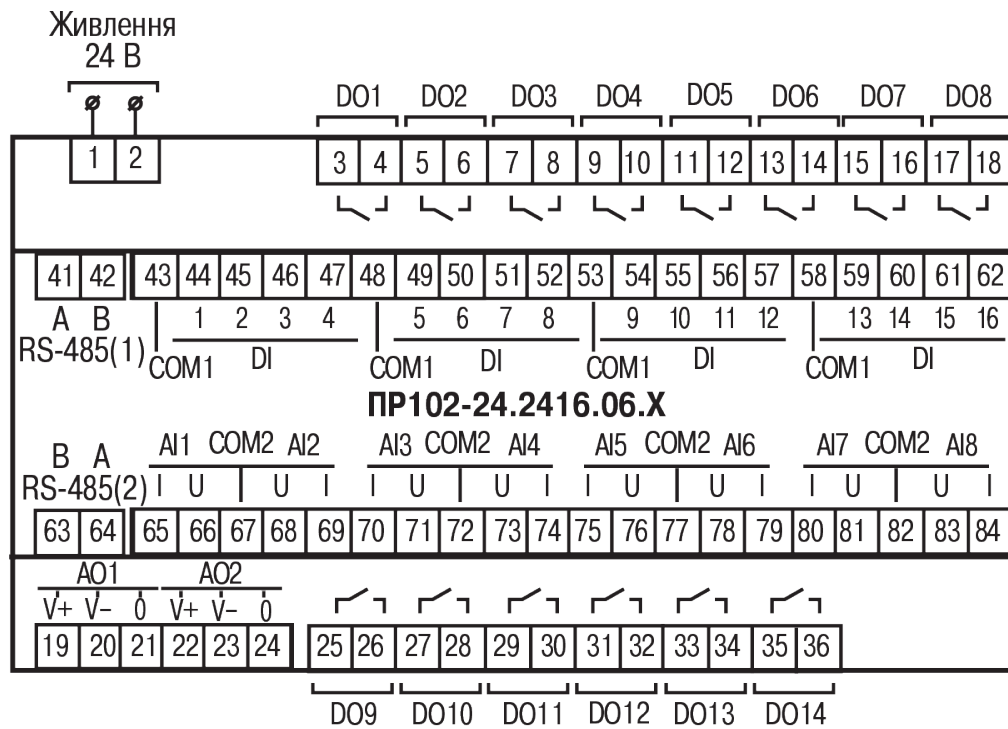 Живлення
24 В
DO1 DO2 DO3 DO4 DO5 DO6 DO7 DO8
1 2 3 4 5 6 7 8 9 10 11 12 13 14 15 16 17 18
41 42 43 44 45 46 47 48 49 50 51 52 53 54 55 56 57 58 59 60 61 62
A B 1 2 3 4 5 6 7 8 9 10 11 12 13 14 15 16
RS-485(1) COM1 DI COM1 DI COM1 DI COM1 DI
ПР102-24.2416.06.X
B A AI1 COM2 AI2 AI3 COM2 AI4 AI5 COM2 AI6 AI7 COM2 AI8
RS-485(2) I U U I I U U I I U U I I U U I
63 64 65 66 67 68 69 70 71 72 73 74 75 76 77 78 79 80 81 82 83 84
AO1 AO2
V+ V− 0 V+ V− 0
19 20 21 22 23 24 25 26 27 28 29 30 31 32 33 34 35 36
DO9 DO10 DO11 DO12 DO13 DO14